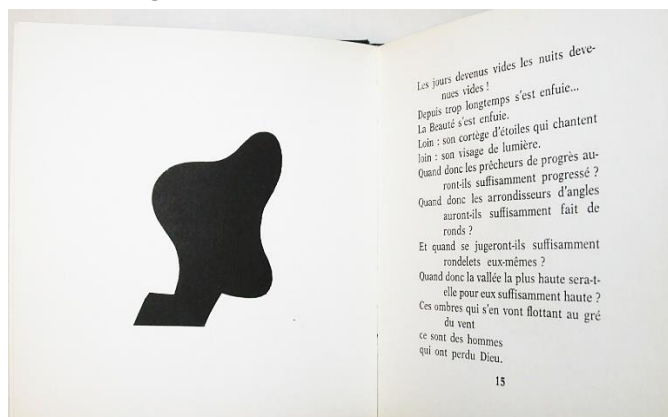 Les jours devenus vides les nuits deve-
nues vides !
Depuis trop longtemps s'est enfuie...
La Beauté s'est enfuie.
Loin : son cortège d'étoiles qui chantent
loin : son visage de lumière.
Quand donc les prêcheurs de progrès au-
ront-ils suffisamment progressé ?
Quand donc les arrondisseurs d'angles
auront-ils suffisamment fait de
ronds ?
Et quand se jugeront-ils suffisamment
rondelets eux-mêmes ?
Quand donc la vallée la plus haute sera-t-
elle pour eux suffisamment haute ?
Ces ombres qui s'en vont flottant au gré
du vent
ce sont des hommes
qui ont perdu Dieu.
15